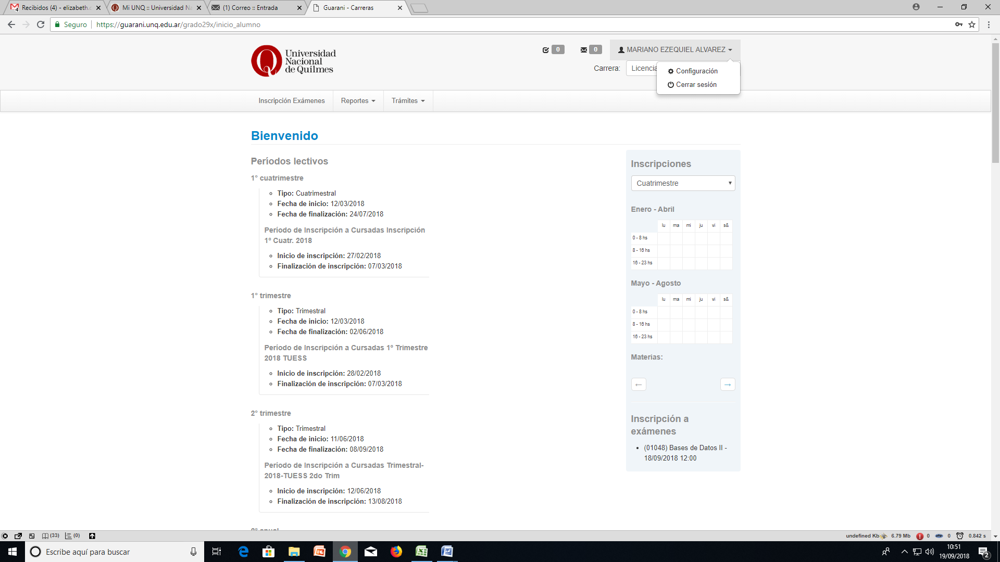 Recibidos (4) - elizabeth.c
Mi UNQ :: Universidad Na
(1) Correo :: Entrada
Guarani - Carreras
Seguro
https://guarani.unq.edu.ar/grado29x/inicio_alumno
Universidad
Nacional
de Quilmes
0
0
MARIANO EZEQUIEL ALVAREZ
Carrera:
Licencia
Configuración
Cerrar sesión
Inscripción Exámenes
Reportes
Trámites
Bienvenido
Períodos lectivos
1° cuatrimestre
Tipo: Cuatrimestral
Fecha de inicio: 12/03/2018
Fecha de finalización: 24/07/2018
Período de Inscripción a Cursadas Inscripción
1º Cuatr. 2018
Inicio de inscripción: 27/02/2018
Finalización de inscripción: 07/03/2018
1° trimestre
Tipo: Trimestral
Fecha de inicio: 12/03/2018
Fecha de finalización: 02/06/2018
Período de Inscripción a Cursadas 1º Trimestre
2018 TUESS
Inicio de inscripción: 28/02/2018
Finalización de inscripción: 07/03/2018
2° trimestre
Tipo: Trimestral
Fecha de inicio: 11/06/2018
Fecha de finalización: 08/09/2018
Período de Inscripción a Cursadas Trimestral-
2018-TUESS 2do Trim
Inicio de inscripción: 12/06/2018
Finalización de inscripción: 13/08/2018
Inscripciones
Cuatrimestre
Enero - Abril
lu ma mi ju vi s&
0 - 8 hs
8 - 16 hs
16 - 23 hs
Mayo - Agosto
lu ma mi ju vi s&
0 - 8 hs
8 - 16 hs
16 - 23 hs
Materias:
← →
Inscripción a
exámenes
(01048) Bases de Datos II -
18/09/2018 12:00
(33) (0)
undefined Kb 6.79 Mb 0 0 0.842 s
Escribe aquí para buscar
10:51
19/09/2018
2